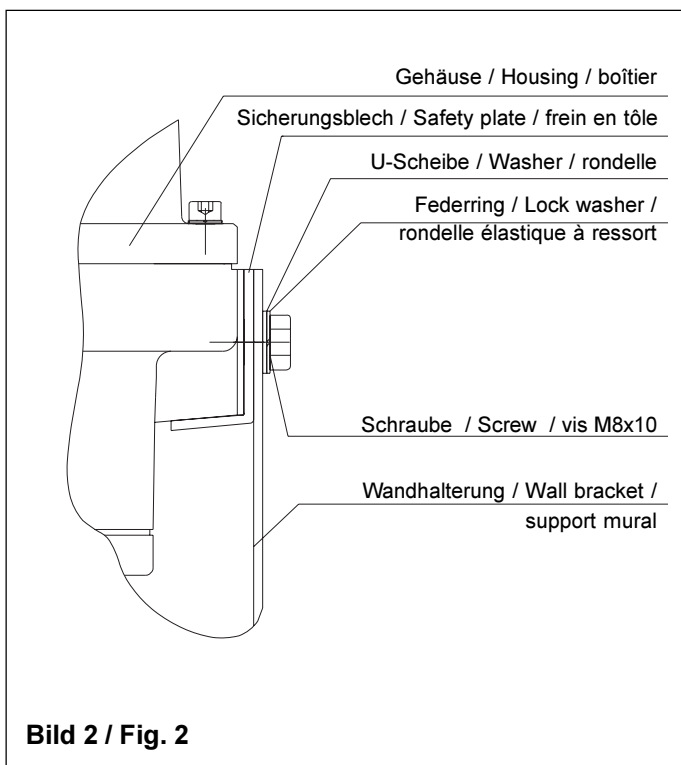 Gehäuse / Housing / boîtier
Sicherungsblech / Safety plate / frein en tôle
U-Scheibe / Washer / rondelle
Federring / Lock washer /
rondelle élastique à ressort
Schraube / Screw / vis M8x10
Wandhalterung / Wall bracket /
support mural
Bild 2 / Fig. 2